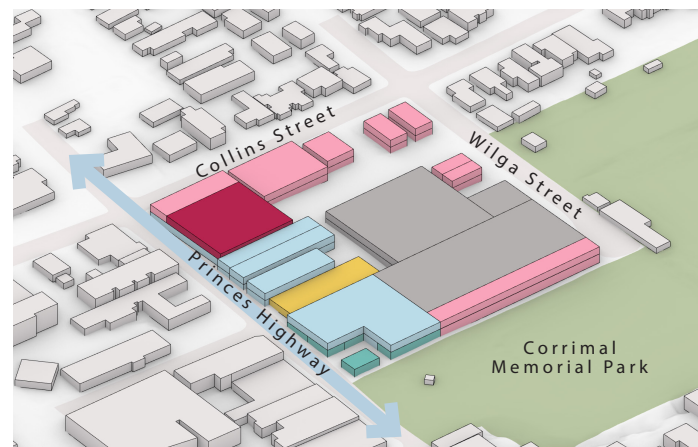 Collins Street
Wilga Street
Princes Highway
Corrimal
Memorial Park